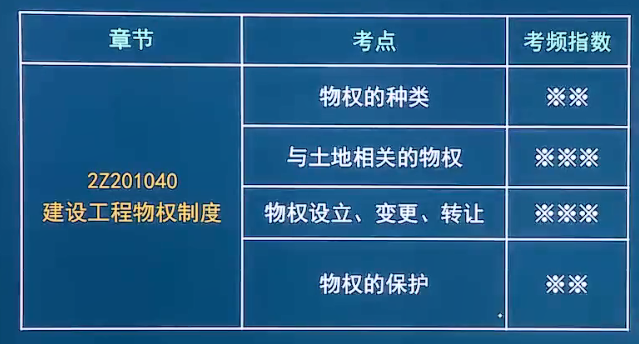 章节 考点 考频指数
物权的种类 ※※
与土地相关的物权 ※※※
2Z201040
建设工程物权制度
物权设立、变更、转让 ※※※
物权的保护 ※※